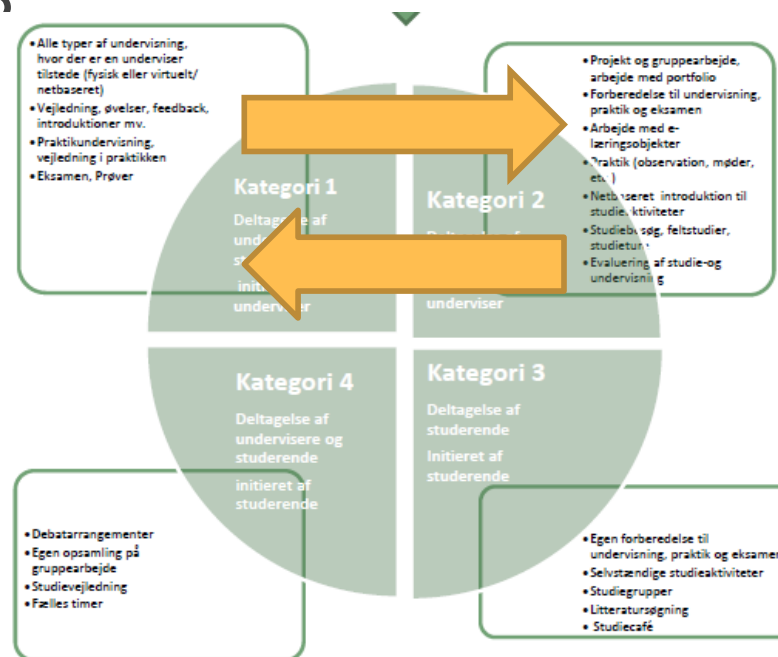 • Alle typer af undervisning,
hvor der er en underviser
tilstede (fysisk eller virtuelt/
netbaseret)
• Vejledning, øvelser, feedback,
introduktioner mv.
• Praktikundervisning,
vejledning i praktikken
• Eksamen, Prøver
• Projekt og gruppearbejde,
arbejde med portfolio
• Forberedelse til undervisning,
praktik og eksamen
• Arbejde med e-
læringsobjekter
• Praktik (observation, møder,
etc)
• Netbaseret introduktion til
studieaktiviteter
• Studiebesøg, feltstudier,
studieture
• Evaluering af studie-og
undervisning
Kategori 1
Deltagelse af
underviser
Kategori 2
underviser
Kategori 4
Deltagelse af
undervisere og
studerende
initieret af
studerende
Kategori 3
Deltagelse af
studerende
Initieret af
studerende
• Debatarrangementer
• Egen opsamling på
gruppearbejde
• Studievejledning
• Fælles timer
• Egen forberedelse til
undervisning, praktik og eksamen
• Selvstændige studieaktiviteter
• Studiegrupper
• Litteratursøgning
• Studiecafé